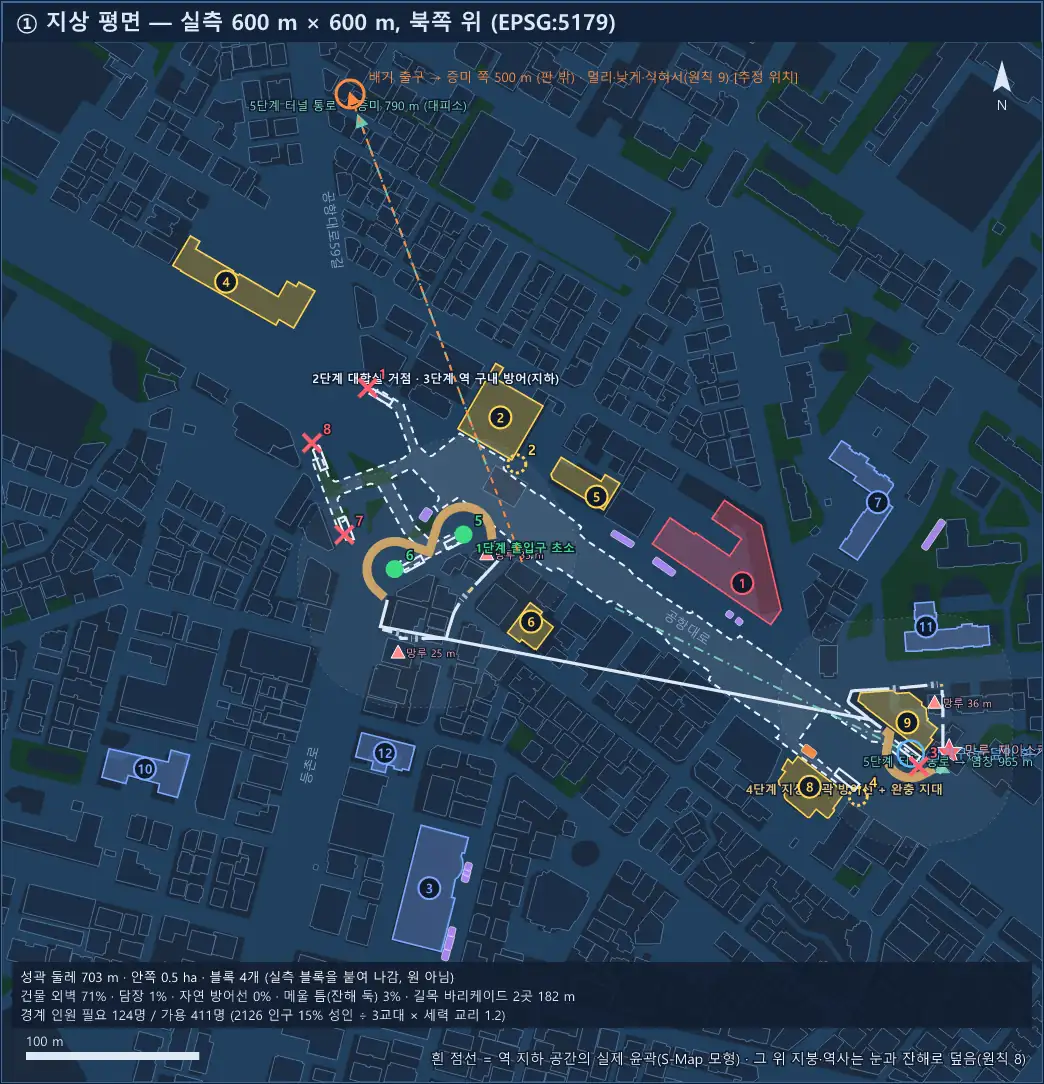 ① 지상 평면 — 실측 600 m × 600 m, 북쪽 위 (EPSG:5179)
배기 출구 → 증미 쪽 500 m (판 밖) · 멀리·낮게·식혀서(원칙 9) [추정 위치]
5단계 터널 통로 → 증미 790 m (대피소)
N
공항대로59길
4
2단계 대합실 거점 · 3단계 역 구내 방어(지하)
1
2
8
2
5
7
7
5
1단계 출입구 초소
6
1
공항대로
6
11
망루 25 m
망루 36 m
9
3
5단계
염창 965 m
12
10
등촌로
8
4
4단계 지상
+ 완충 지대
3
성곽 둘레 703 m · 안쪽 0.5 ha · 블록 4개 (실측 블록을 붙여 나감, 원 아님)
건물 외벽 71% · 담장 1% · 자연 방어선 0% · 메울 틈(잔해 둑) 3% · 길목 바리케이드 2곳 182 m
경계 인원 필요 124명 / 가용 411명 (2126 인구 15% 성인 ÷ 3교대 × 세력 교리 1.2)
100 m
흰 점선 = 역 지하 공간의 실제 윤곽(S-Map 모형) · 그 위 지붕·역사는 눈과 잔해로 덮음(원칙 8)